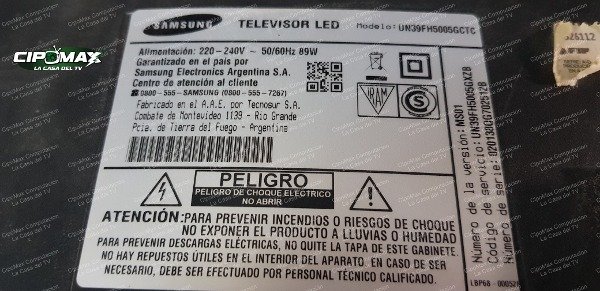 CIPOMAX
LA CASA DEL TV
SAMSUNG TELEVISOR LED Modelo: UN39FH5005GCTC
Alimentación: 220-240V ~ 50/60Hz 89W
Garantizado en el país por
Samsung Electronics Argentina S.A.
Centro de atención al cliente
0800-555-SAMSUNG (0800-555-7267)
Fabricado en el A.A.E. por Tecnosur S.A.
Combate de Montevideo 1139 - Río Grande
Pcia. de Tierra del Fuego - Argentina
IRAM
S
PELIGRO
PELIGRO DE CHOQUE ELECTRICO
NO ABRIR
ATENCIÓN: PARA PREVENIR INCENDIOS O RIESGOS DE CHOQUE
NO EXPONER EL PRODUCTO A LLUVIAS O HUMEDAD
PARA PREVENIR DESCARGAS ELÉCTRICAS, NO QUITE LA TAPA DE ESTE GABINETE.
NO HAY REPUESTOS ÚTILES EN EL INTERIOR DEL APARATO. EN CASO DE SER
NECESARIO, DEBE SER EFECTUADO POR PERSONAL TÉCNICO CALIFICADO.
Número de la versión: MS01
Número de servicio: UN39FH5005GXZB
Número de serie: